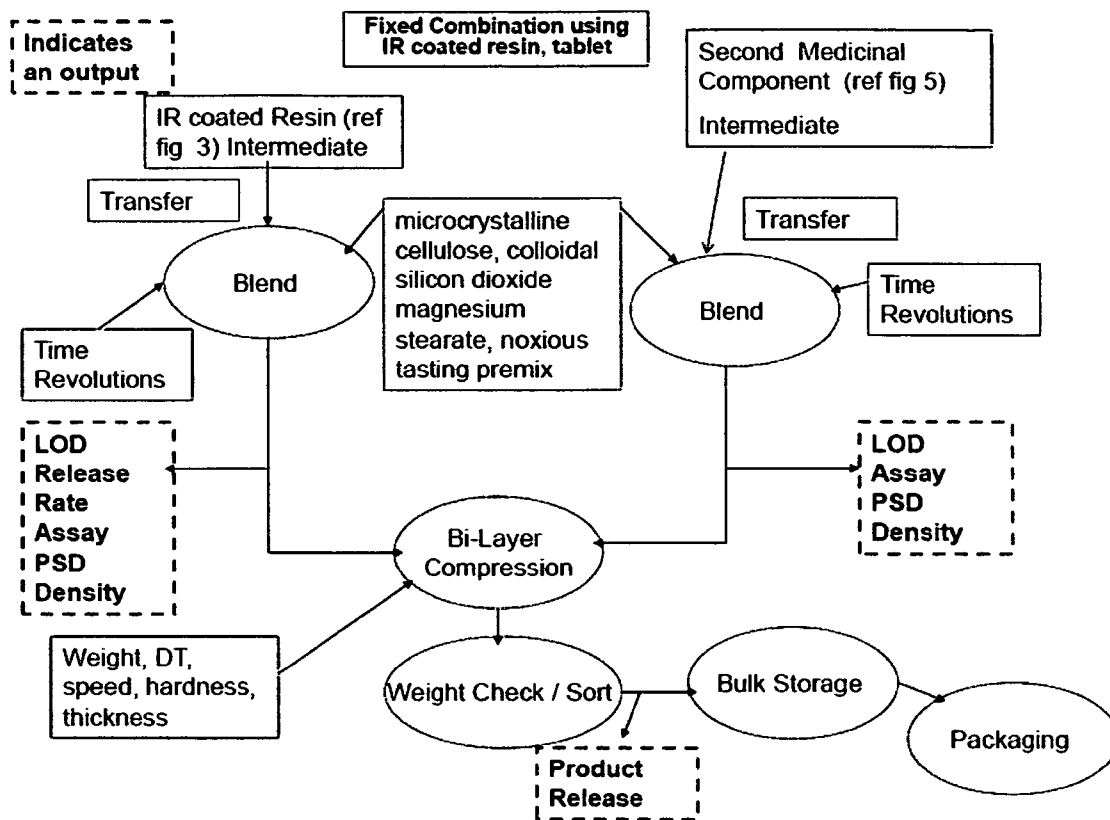 Indicates
an output
Fixed Combination using
IR coated resin, tablet
Second Medicinal
Component (ref fig 5)
Intermediate
IR coated Resin (ref
fig 3) Intermediate
Transfer
microcrystalline
cellulose, colloidal
silicon dioxide
magnesium
stearate, noxious
tasting premix
Transfer
Blend
Blend
Time
Revolutions
Time
Revolutions
LOD
Release
Rate
Assay
PSD
Density
LOD
Assay
PSD
Density
Bi-Layer
Compression
Weight, DT,
speed, hardness,
thickness
Weight Check / Sort
Bulk Storage
Packaging
Product
Release